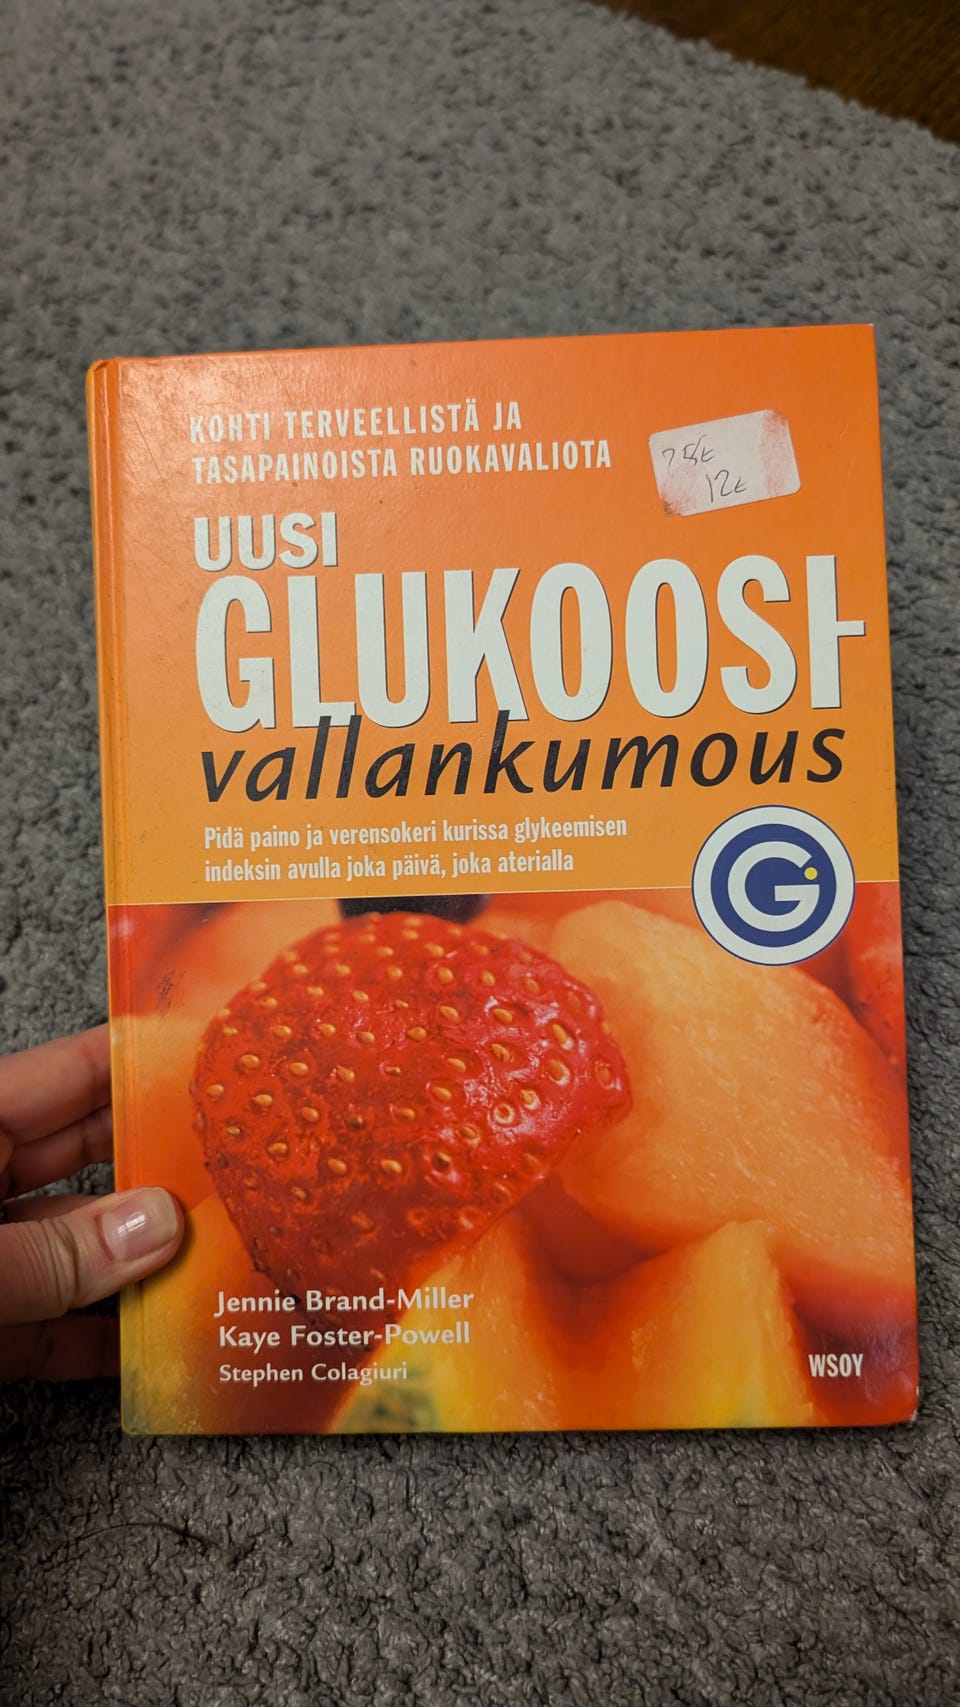 KOHTI TERVEELLISTÄ JA
TASAPAINOISTA RUOKAVALIOTA
12€
UUSI
GLUKOOSI-
vallankumous
Pidä paino ja verensokeri kurissa glykeemisen
indeksin avulla joka päivä, joka aterialla
G
Jennie Brand-Miller
Kaye Foster-Powell
Stephen Colagiuri
WSOY